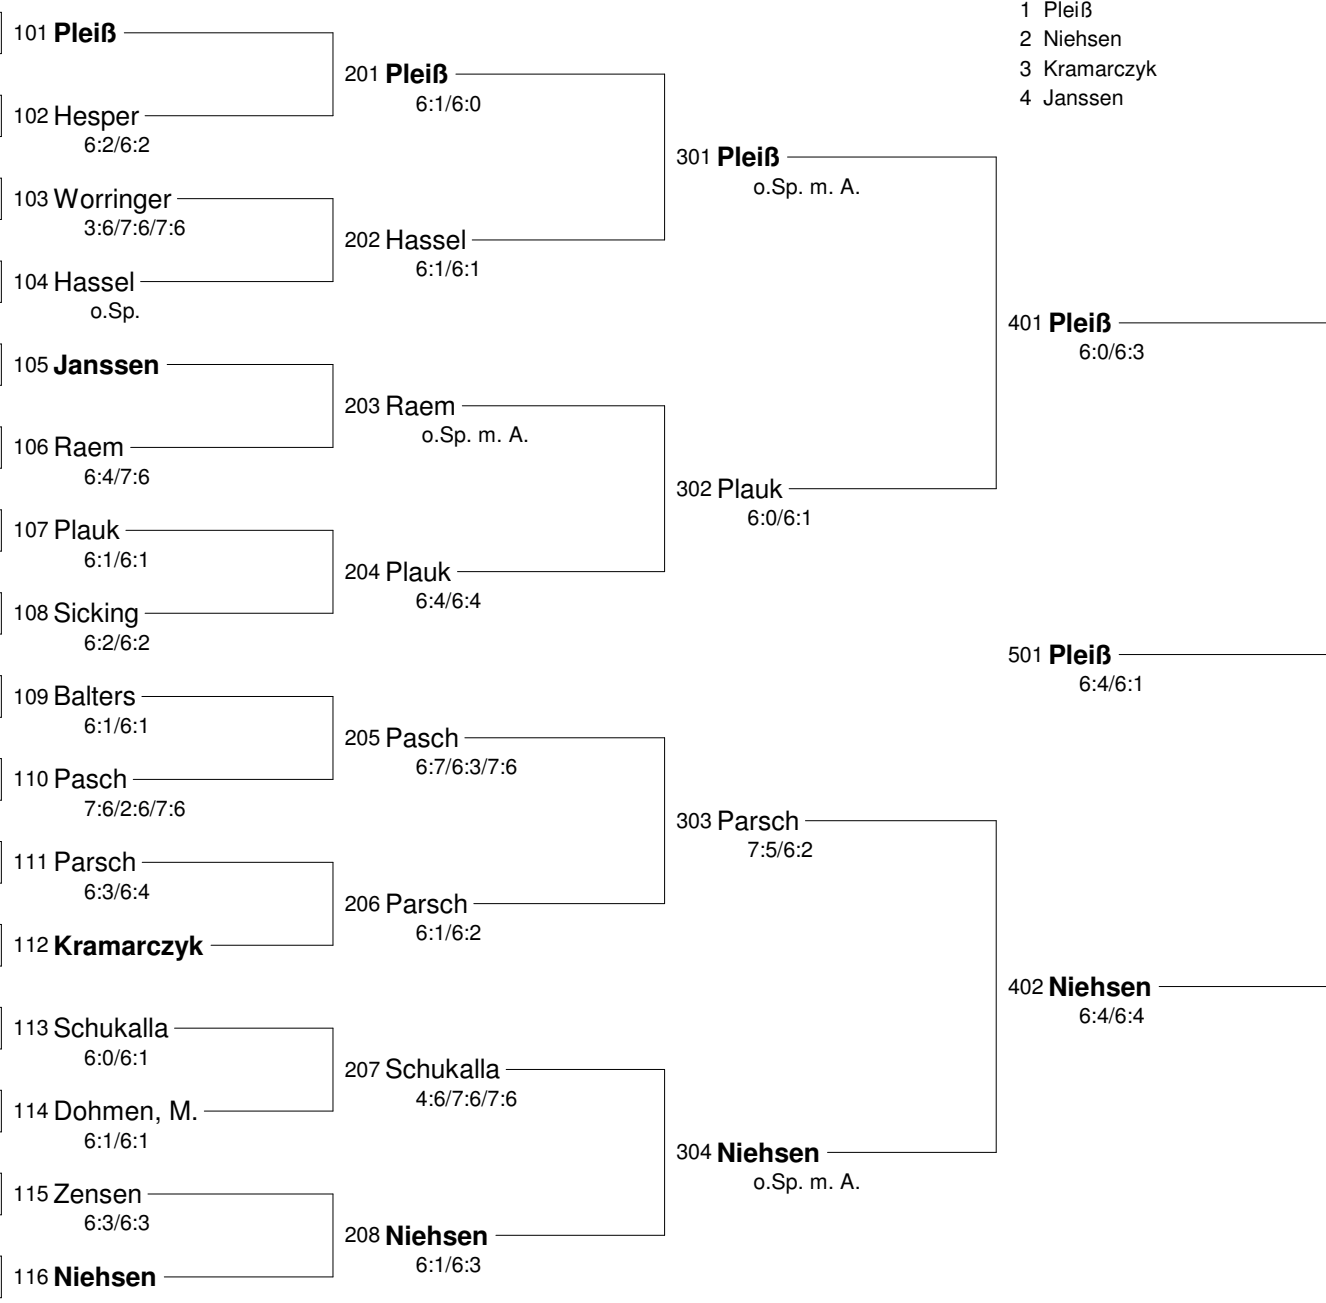 1 Pleiß
2 Niehsen
3 Kramarczyk
4 Janssen
101 Pleiß
102 Hesper
6:2/6:2
103 Worringer
3:6/7:6/7:6
104 Hassel
o.Sp.
105 Janssen
106 Raem
6:4/7:6
107 Plauk
6:1/6:1
108 Sicking
6:2/6:2
109 Balters
6:1/6:1
110 Pasch
7:6/2:6/7:6
111 Parsch
6:3/6:4
112 Kramarczyk
113 Schukalla
6:0/6:1
114 Dohmen, M.
6:1/6:1
115 Zensen
6:3/6:3
116 Niehsen
201 Pleiß
6:1/6:0
202 Hassel
6:1/6:1
203 Raem
o.Sp. m. A.
204 Plauk
6:4/6:4
205 Pasch
6:7/6:3/7:6
206 Parsch
6:1/6:2
207 Schukalla
4:6/7:6/7:6
208 Niehsen
6:1/6:3
301 Pleiß
o.Sp. m. A.
302 Plauk
6:0/6:1
303 Parsch
7:5/6:2
304 Niehsen
o.Sp. m. A.
401 Pleiß
6:0/6:3
501 Pleiß
6:4/6:1
402 Niehsen
6:4/6:4